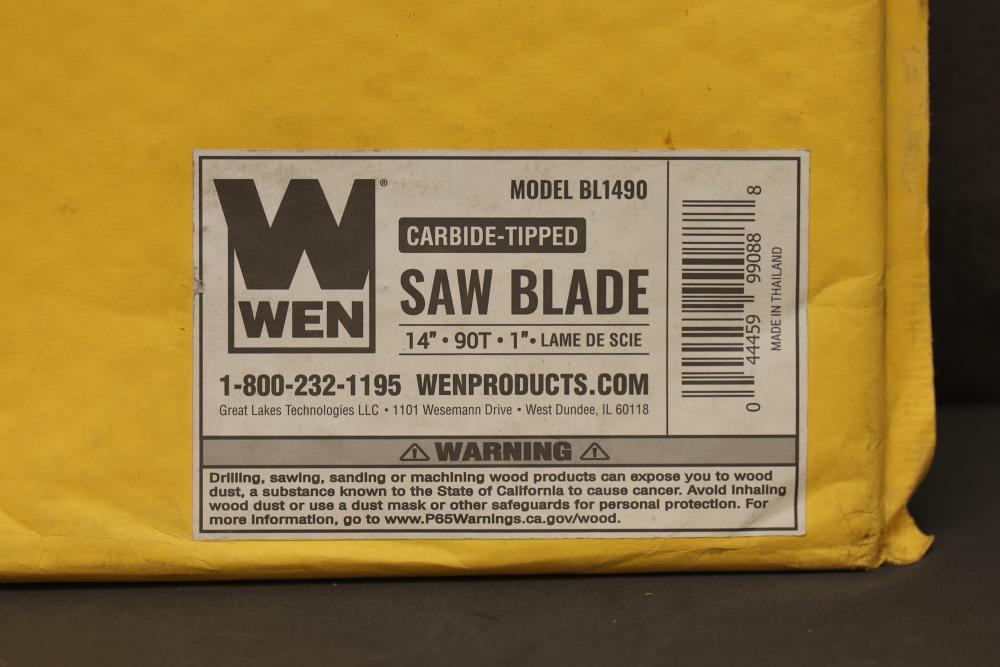 W®
WEN
MODEL BL1490
CARBIDE-TIPPED
SAW BLADE
14" • 90T • 1" • LAME DE SCIE
1-800-232-1195 WENPRODUCTS.COM
Great Lakes Technologies LLC • 1101 Wesemann Drive • West Dundee, IL 60118
0 44459 99088 8
MADE IN THAILAND
⚠ WARNING ⚠
Drilling, sawing, sanding or machining wood products can expose you to wood
dust, a substance known to the State of California to cause cancer. Avoid inhaling
wood dust or use a dust mask or other safeguards for personal protection. For
more information, go to www.P65Warnings.ca.gov/wood.